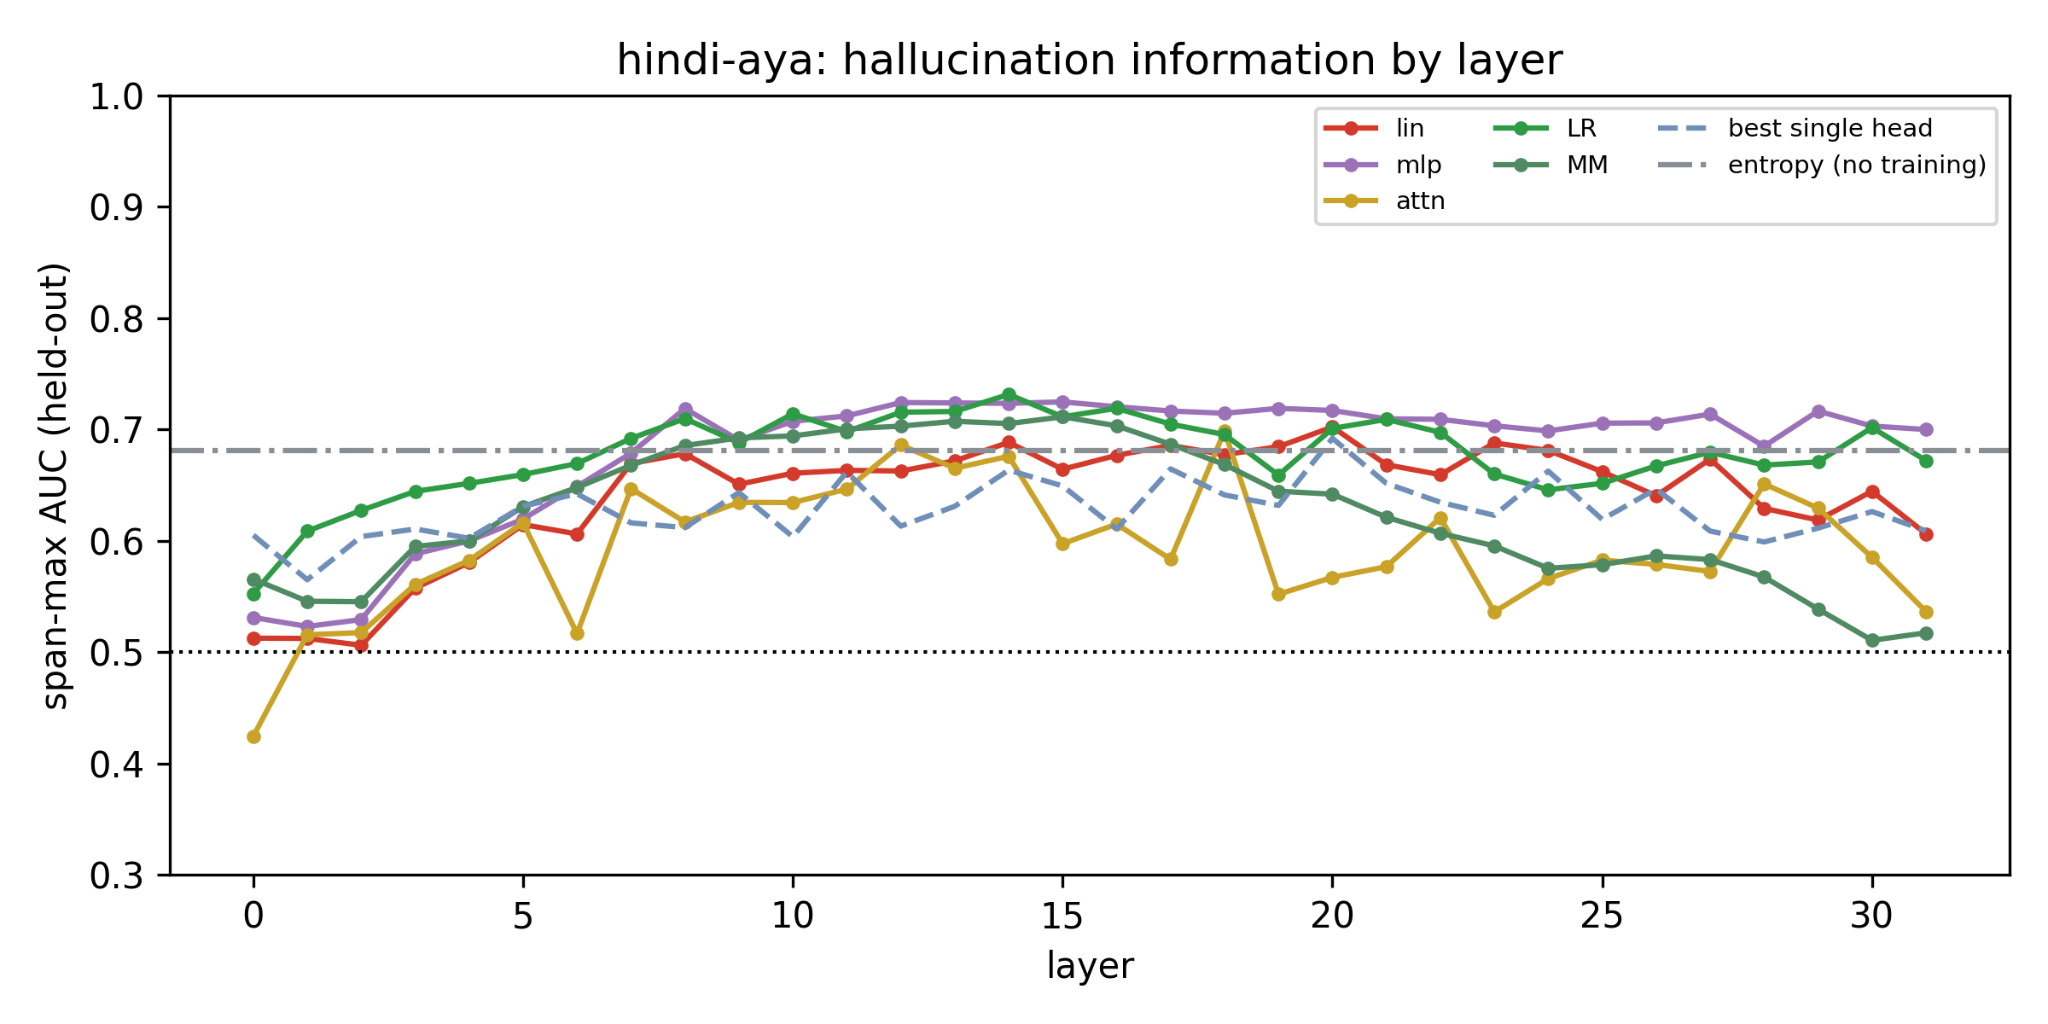 hindi-aya: hallucination information by layer
1.0
0.9
0.8
0.7
0.6
0.5
0.4
0.3
span-max AUC (held-out)
lin
mlp
attn
LR
MM
best single head
entropy (no training)
0 5 10 15 20 25 30
layer